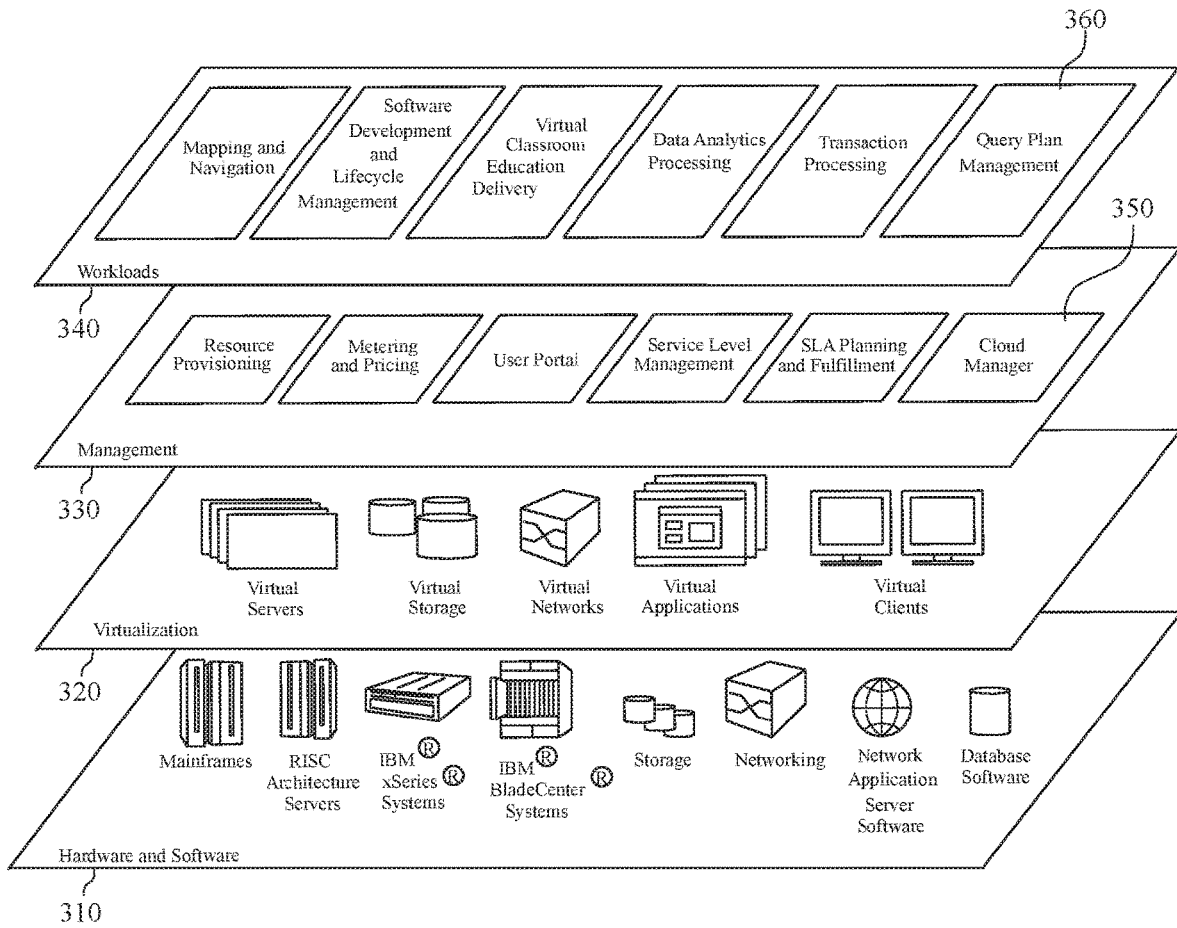 360
Mapping and
Navigation
Software
Development
and
Lifecycle
Management
Virtual
Classroom
Education
Delivery
Data Analytics
Processing
Transaction
Processing
Query Plan
Management
Workloads
340
350
Resource
Provisioning
Metering
and Pricing
User Portal
Service Level
Management
SLA Planning
and Fulfillment
Cloud
Manager
Management
330
Virtual
Servers
Virtual
Storage
Virtual
Networks
Virtual
Applications
Virtual
Clients
Virtualization
320
Mainframes
RISC
Architecture
Servers
IBM ®
xSeries ®
Systems
IBM ®
BladeCenter ®
Systems
Storage
Networking
Network
Application
Server
Software
Database
Software
Hardware and Software
310